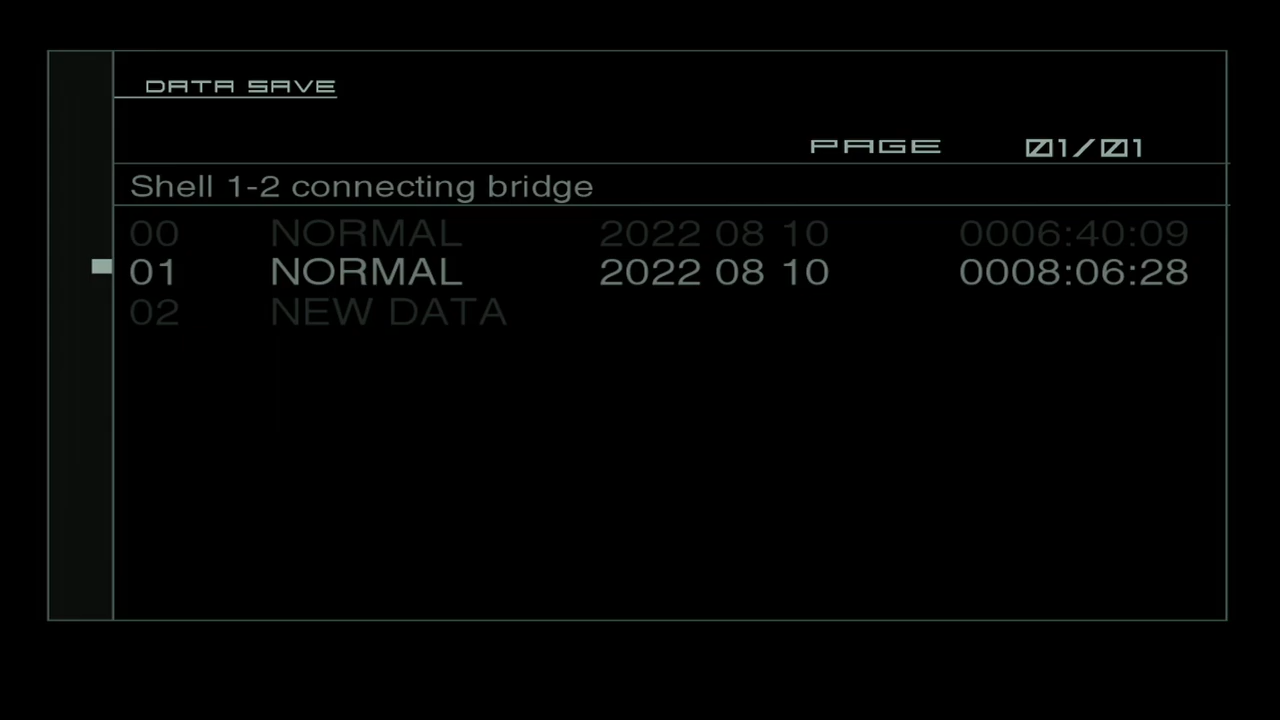 DATA SAVE
PAGE 01/01
Shell 1-2 connecting bridge
00 NORMAL 2022 08 10 0006:40:09
01 NORMAL 2022 08 10 0008:06:28
02 NEW DATA